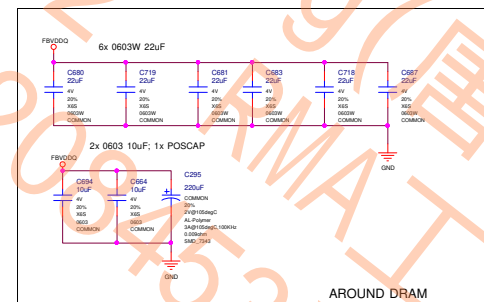 FBVDDQ
6x 0603W 22uF
C680
22uF
4V
20%
X6S
0603W
COMMON
C719
22uF
4V
20%
X6S
0603W
COMMON
C681
22uF
4V
20%
X6S
0603W
COMMON
C683
22uF
4V
20%
X6S
0603W
COMMON
C718
22uF
4V
20%
X6S
0603W
COMMON
C687
22uF
4V
20%
X6S
0603W
COMMON
GND
2x 0603 10uF; 1x POSCAP
FBVDDQ
C694
10uF
4V
20%
X6S
0603
COMMON
C664
10uF
4V
20%
X6S
0603
COMMON
C295
220uF
COMMON
20%
2V@105degC
AL-Polymer
3A@105degC,100KHz
0.009ohm
SMD_7343
GND
AROUND DRAM